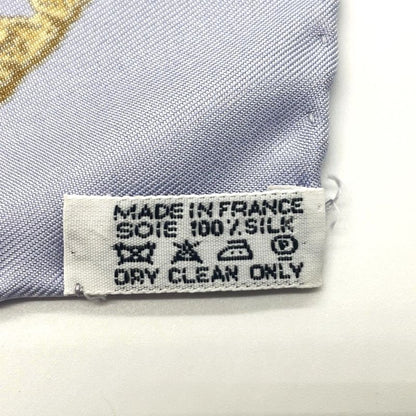 MADE IN FRANCE
SOIE 100% SILK
P
DRY CLEAN ONLY